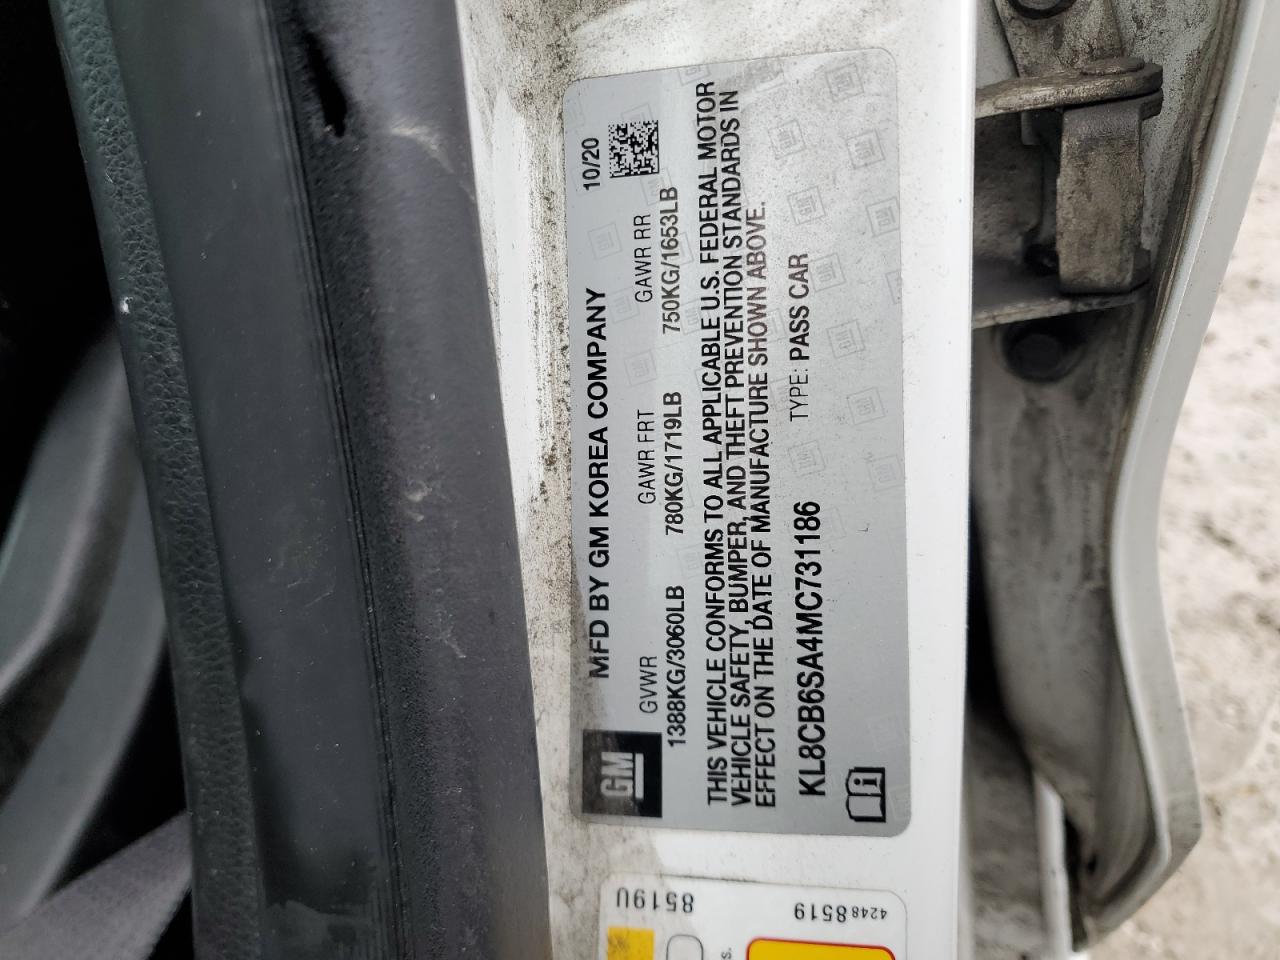 GM
MFD BY GM KOREA COMPANY 10/20
GVWR GAWR FRT GAWR RR
1388KG/3060LB 780KG/1719LB 750KG/1653LB
THIS VEHICLE CONFORMS TO ALL APPLICABLE U.S. FEDERAL MOTOR
VEHICLE SAFETY, BUMPER, AND THEFT PREVENTION STANDARDS IN
EFFECT ON THE DATE OF MANUFACTURE SHOWN ABOVE.
KL8CB6SA4MC731186 TYPE: PASS CAR
8519U
42488519
s.